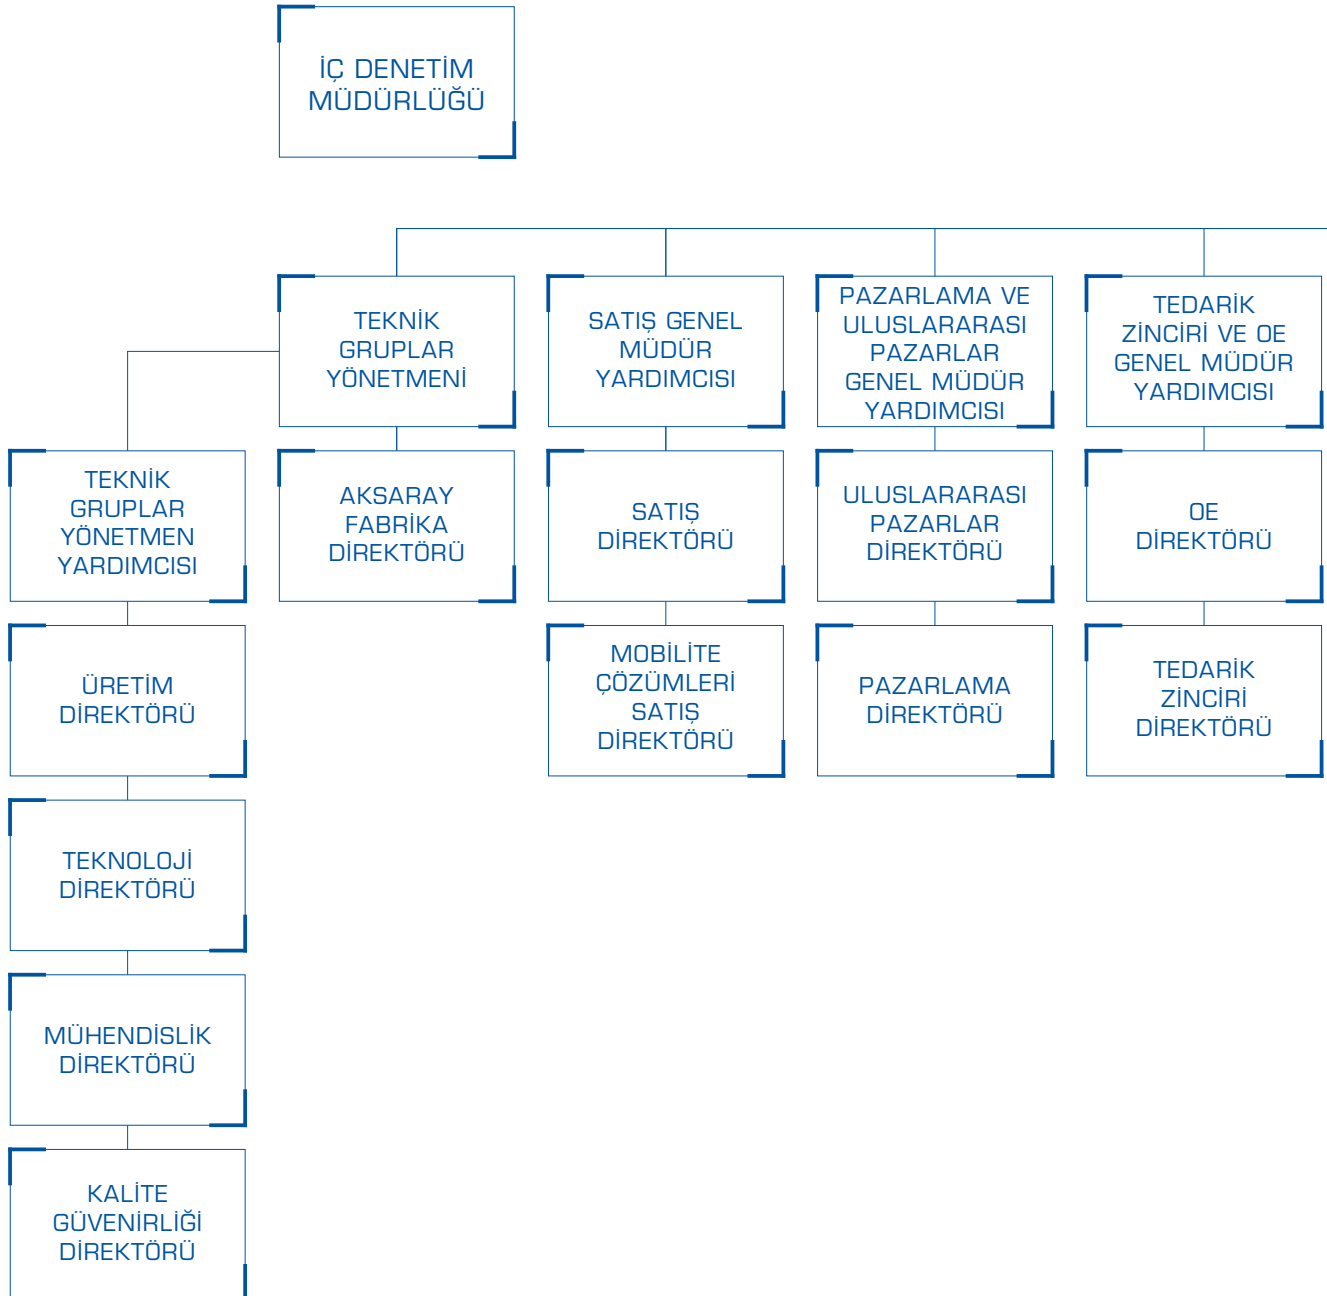 İÇ DENETİM
MÜDÜRLÜĞÜ
TEKNİK
GRUPLAR
YÖNETMENİ
SATIŞ GENEL
MÜDÜR
YARDIMCISI
PAZARLAMA VE
ULUSLARARASI
PAZARLAR
GENEL MÜDÜR
YARDIMCISI
TEDARİK
ZİNCİRİ VE OE
GENEL MÜDÜR
YARDIMCISI
TEKNİK
GRUPLAR
YÖNETMEN
YARDIMCISI
AKSARAY
FABRİKA
DİREKTÖRÜ
SATIŞ
DİREKTÖRÜ
ULUSLARARASI
PAZARLAR
DİREKTÖRÜ
OE
DİREKTÖRÜ
ÜRETİM
DİREKTÖRÜ
MOBİLİTE
ÇÖZÜMLERİ
SATIŞ
DİREKTÖRÜ
PAZARLAMA
DİREKTÖRÜ
TEDARİK
ZİNCİRİ
DİREKTÖRÜ
TEKNOLOJİ
DİREKTÖRÜ
MÜHENDİSLİK
DİREKTÖRÜ
KALİTE
GÜVENİRLİĞİ
DİREKTÖRÜ